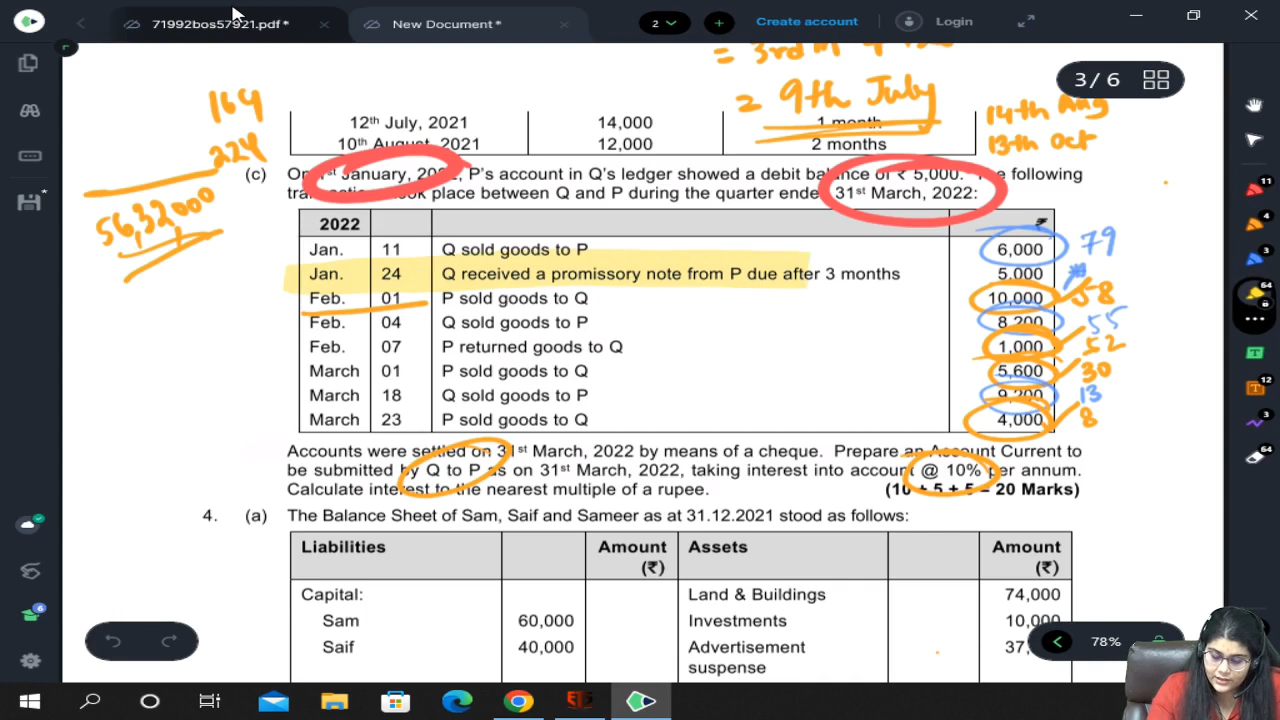 71992bos57921.pdf *
New Document *
2
Create account
Login
3 / 6
= 9th July
164
224
56,32000
12th July, 2021 14,000 1 month 14th Aug
10th August, 2021 12,000 2 months 13th Oct
(c) On 1st January, 2022, P's account in Q's ledger showed a debit balance of ₹ 5,000. The following
transactions took place between Q and P during the quarter ended 31st March, 2022:
2022 ₹
Jan. 11 Q sold goods to P 6,000 79
Jan. 24 Q received a promissory note from P due after 3 months 5,000
Feb. 01 P sold goods to Q 10,000 58
Feb. 04 Q sold goods to P 8,200 55
Feb. 07 P returned goods to Q 1,000 52
March 01 P sold goods to Q 5,600 30
March 18 Q sold goods to P 9,200 13
March 23 P sold goods to Q 4,000 8
Accounts were settled on 31st March, 2022 by means of a cheque. Prepare an Account Current to
be submitted by Q to P as on 31st March, 2022, taking interest into account @ 10% per annum.
Calculate interest to the nearest multiple of a rupee. (10 + 5 + 5 = 20 Marks)
4. (a) The Balance Sheet of Sam, Saif and Sameer as at 31.12.2021 stood as follows:
Liabilities Amount (₹) Assets Amount (₹)
Capital: Land & Buildings 74,000
Sam 60,000 Investments 10,000
Saif 40,000 Advertisement 37,
suspense
78%